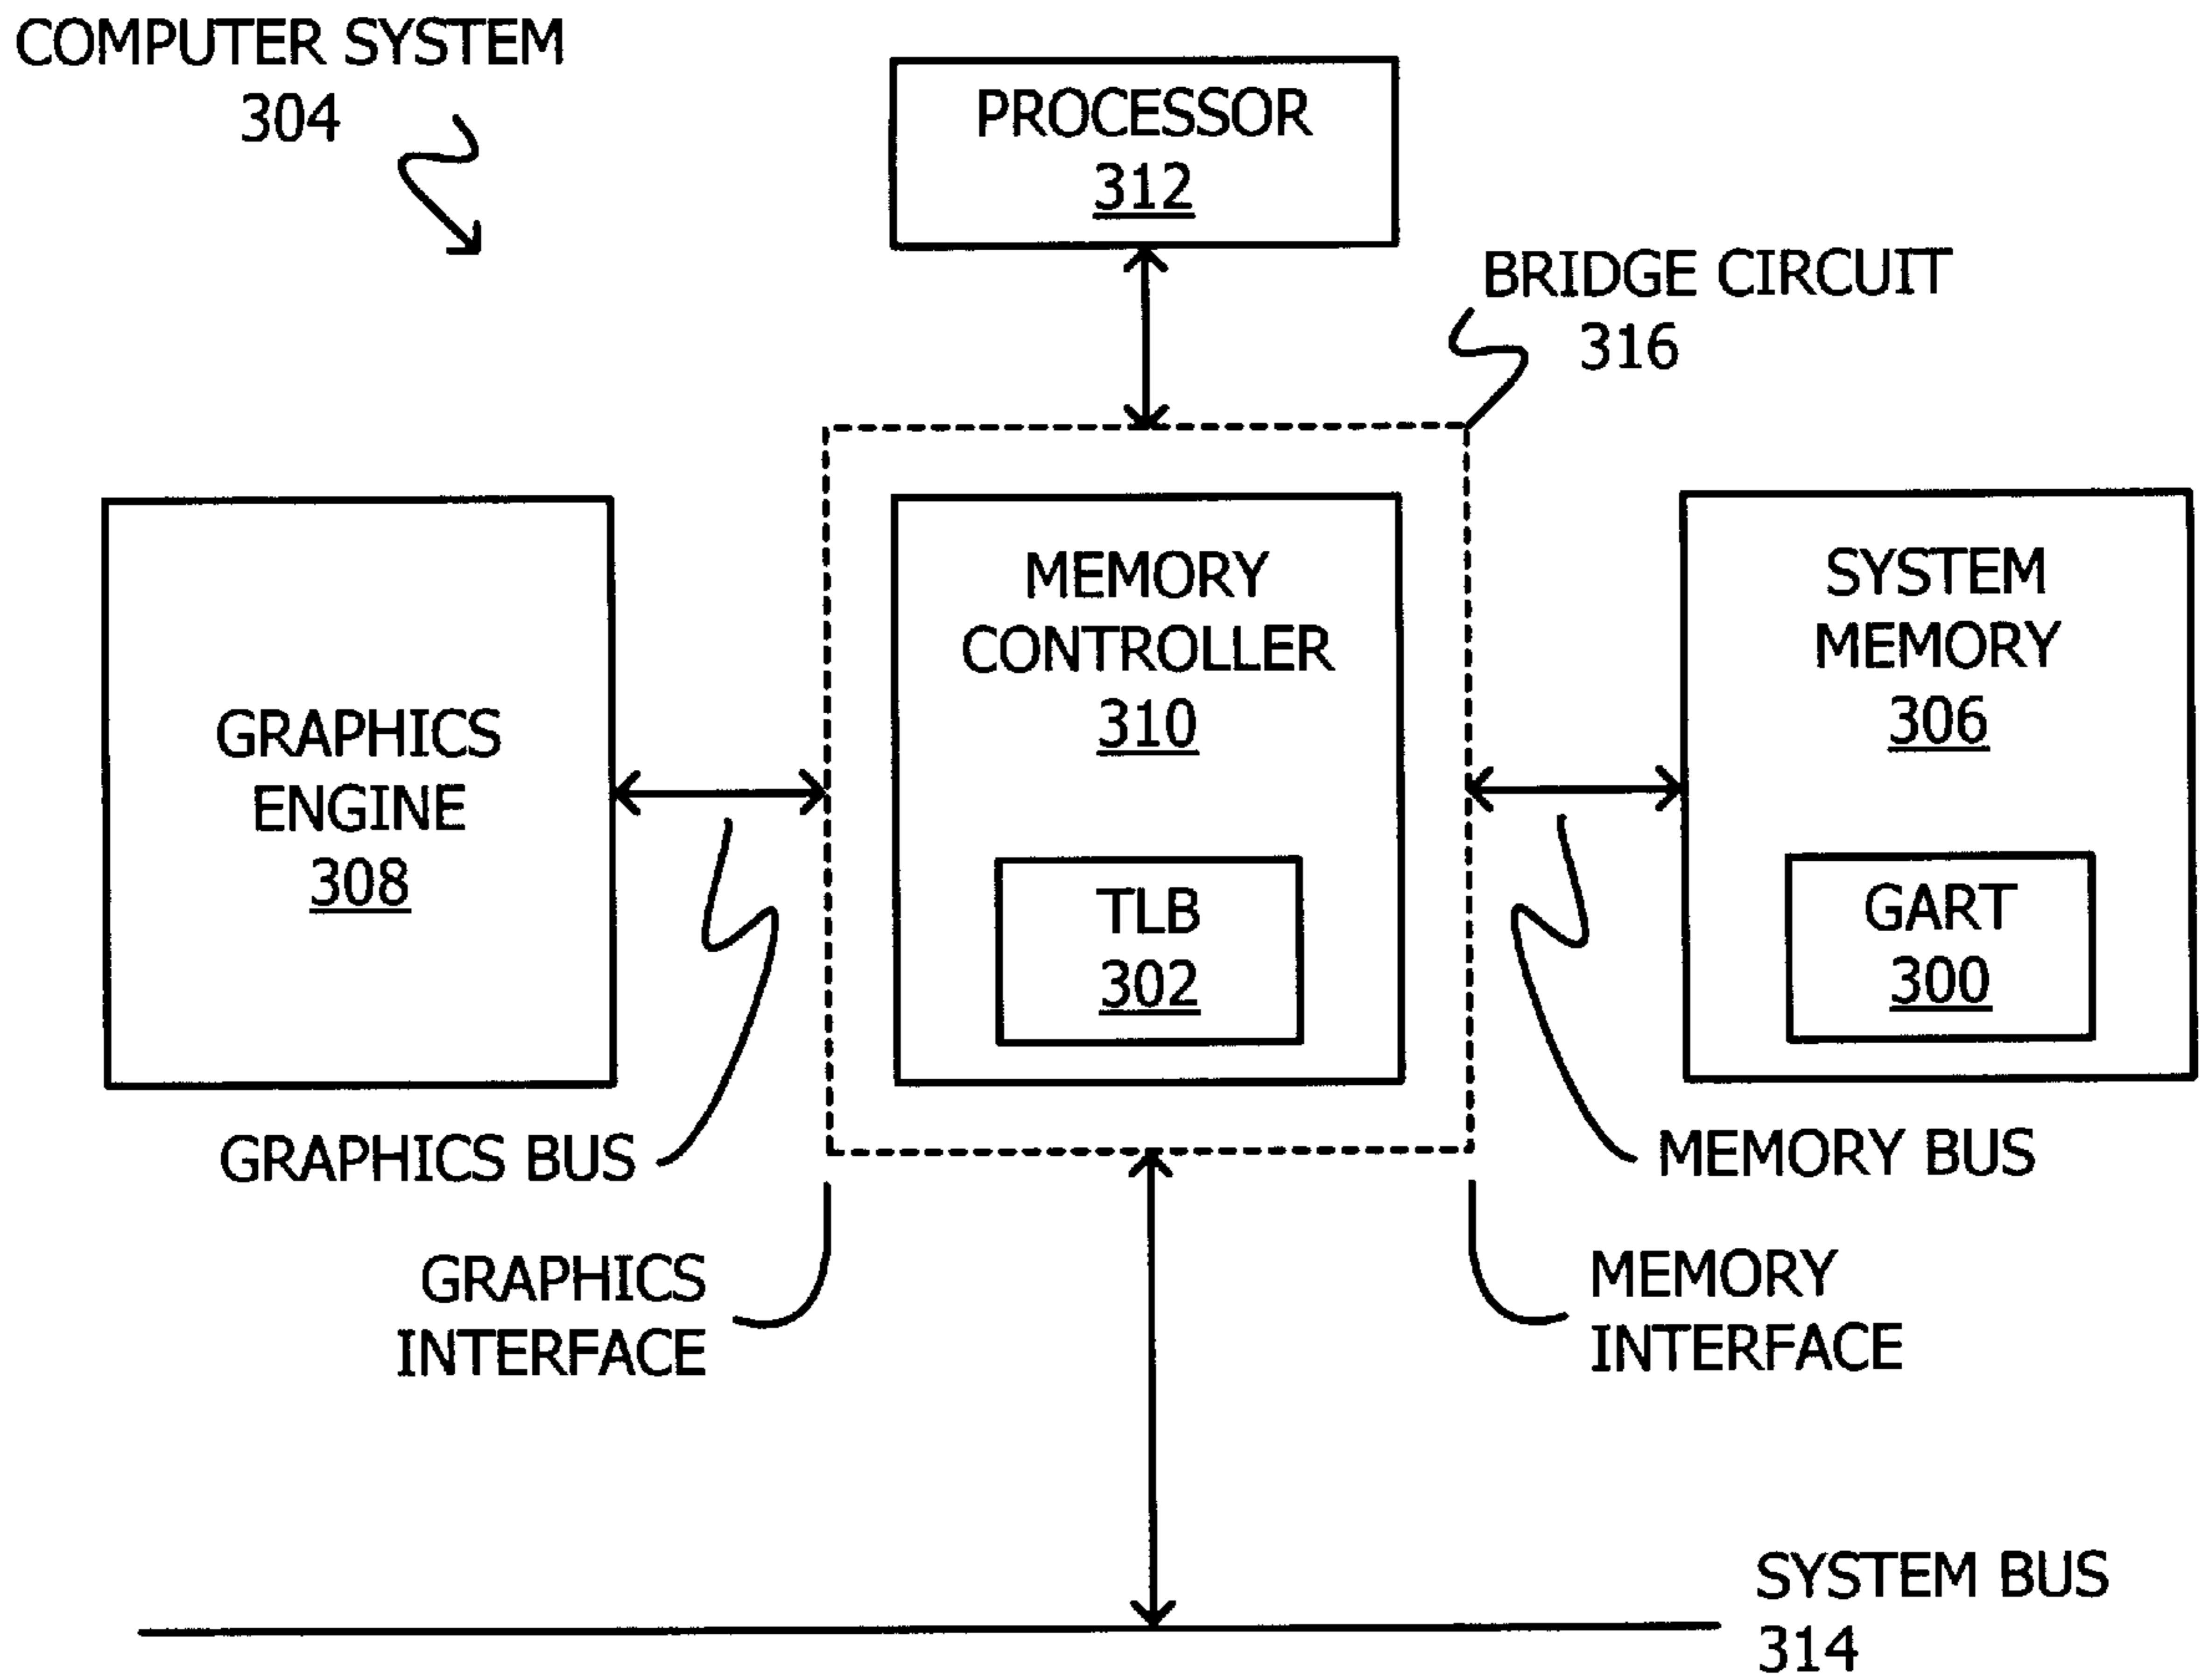 COMPUTER SYSTEM
304
PROCESSOR
312
BRIDGE CIRCUIT
316
GRAPHICS
ENGINE
308
MEMORY
CONTROLLER
310
TLB
302
SYSTEM
MEMORY
306
GART
300
GRAPHICS BUS
MEMORY BUS
GRAPHICS
INTERFACE
MEMORY
INTERFACE
SYSTEM BUS
314